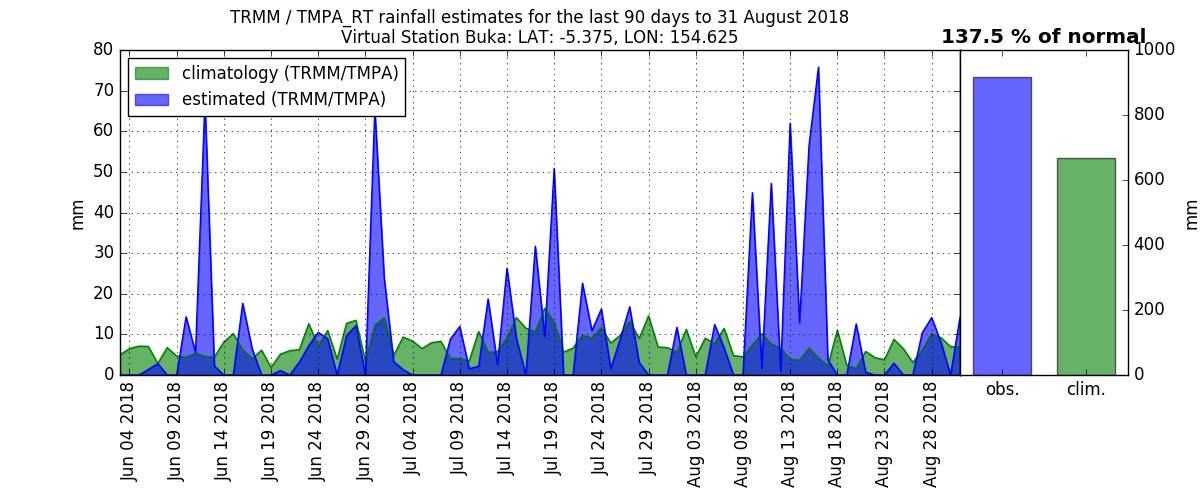 TRMM / TMPA_RT rainfall estimates for the last 90 days to 31 August 2018
Virtual Station Buka: LAT: -5.375, LON: 154.625
137.5 % of normal
climatology (TRMM/TMPA)
estimated (TRMM/TMPA)
80
70
60
50
40
30
20
10
0
mm
Jun 04 2018
Jun 09 2018
Jun 14 2018
Jun 19 2018
Jun 24 2018
Jun 29 2018
Jul 04 2018
Jul 09 2018
Jul 14 2018
Jul 19 2018
Jul 24 2018
Jul 29 2018
Aug 03 2018
Aug 08 2018
Aug 13 2018
Aug 18 2018
Aug 23 2018
Aug 28 2018
obs.
clim.
1000
800
600
400
200
0
mm